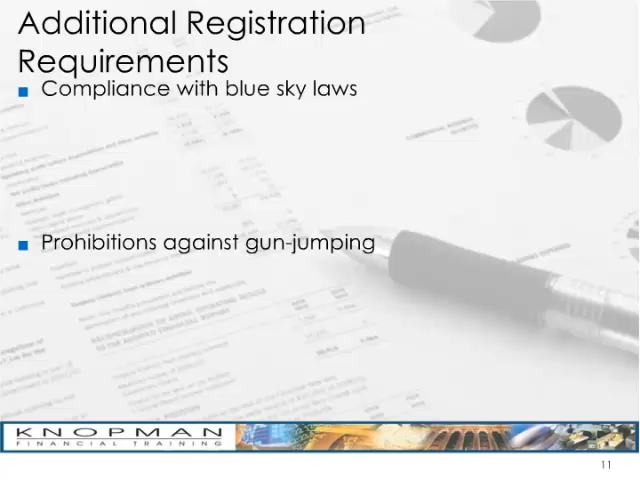 Additional Registration
Requirements
Compliance with blue sky laws
Prohibitions against gun-jumping
KNOPMAN
FINANCIAL TRAINING
11